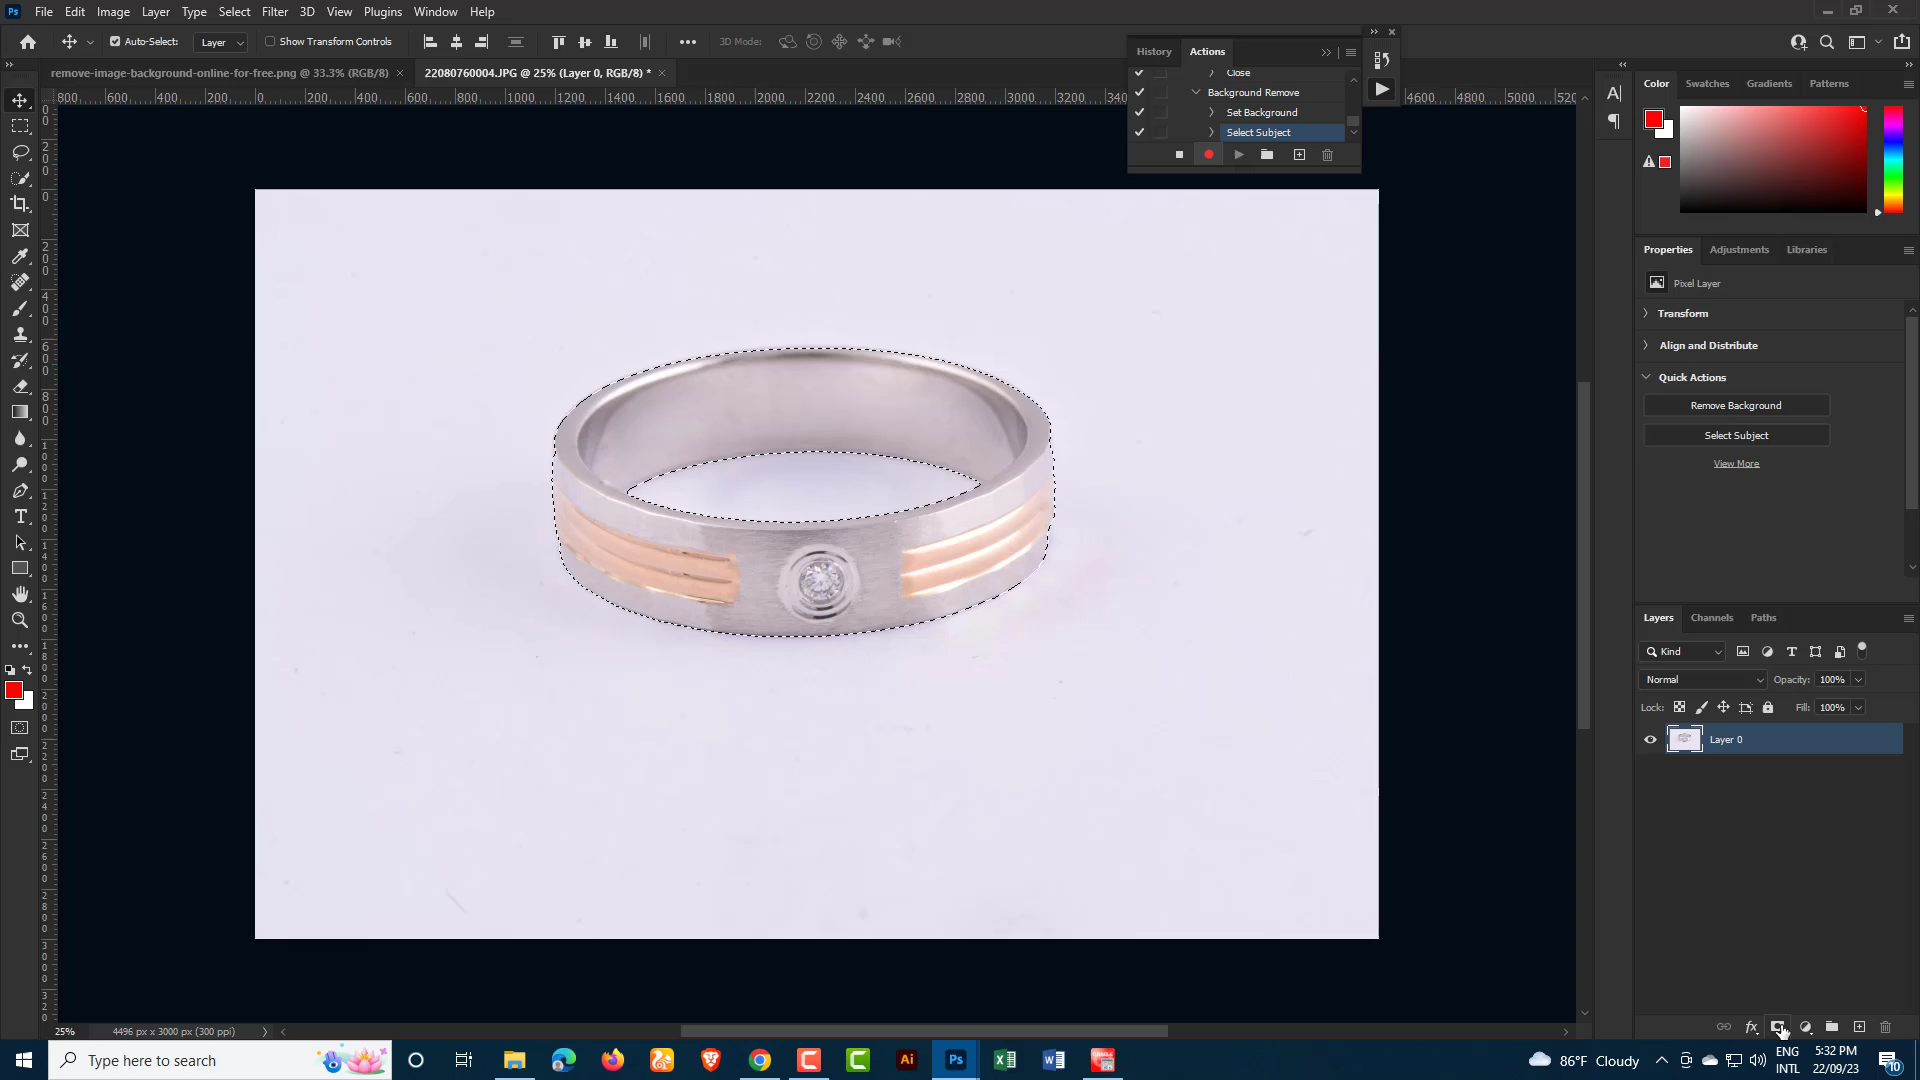 Ps File Edit Image Layer Type Select Filter 3D View Plugins Window Help
Auto-Select: Layer Show Transform Controls 3D Mode:
remove-image-background-online-for-free.png @ 33.3% (RGB/8) × 22080760004.JPG @ 25% (Layer 0, RGB/8) * ×
History Actions
Close
Background Remove
Set Background
Select Subject
Color Swatches Gradients Patterns
Properties Adjustments Libraries
Pixel Layer
Transform
Align and Distribute
Quick Actions
Remove Background
Select Subject
View More
Layers Channels Paths
Kind
Normal Opacity: 100%
Lock: Fill: 100%
Layer 0
fx
25% 4496 px x 3000 px (300 ppi)
Type here to search
Ai Ps
86°F Cloudy
ENG
INTL
5:32 PM
22/09/23
10